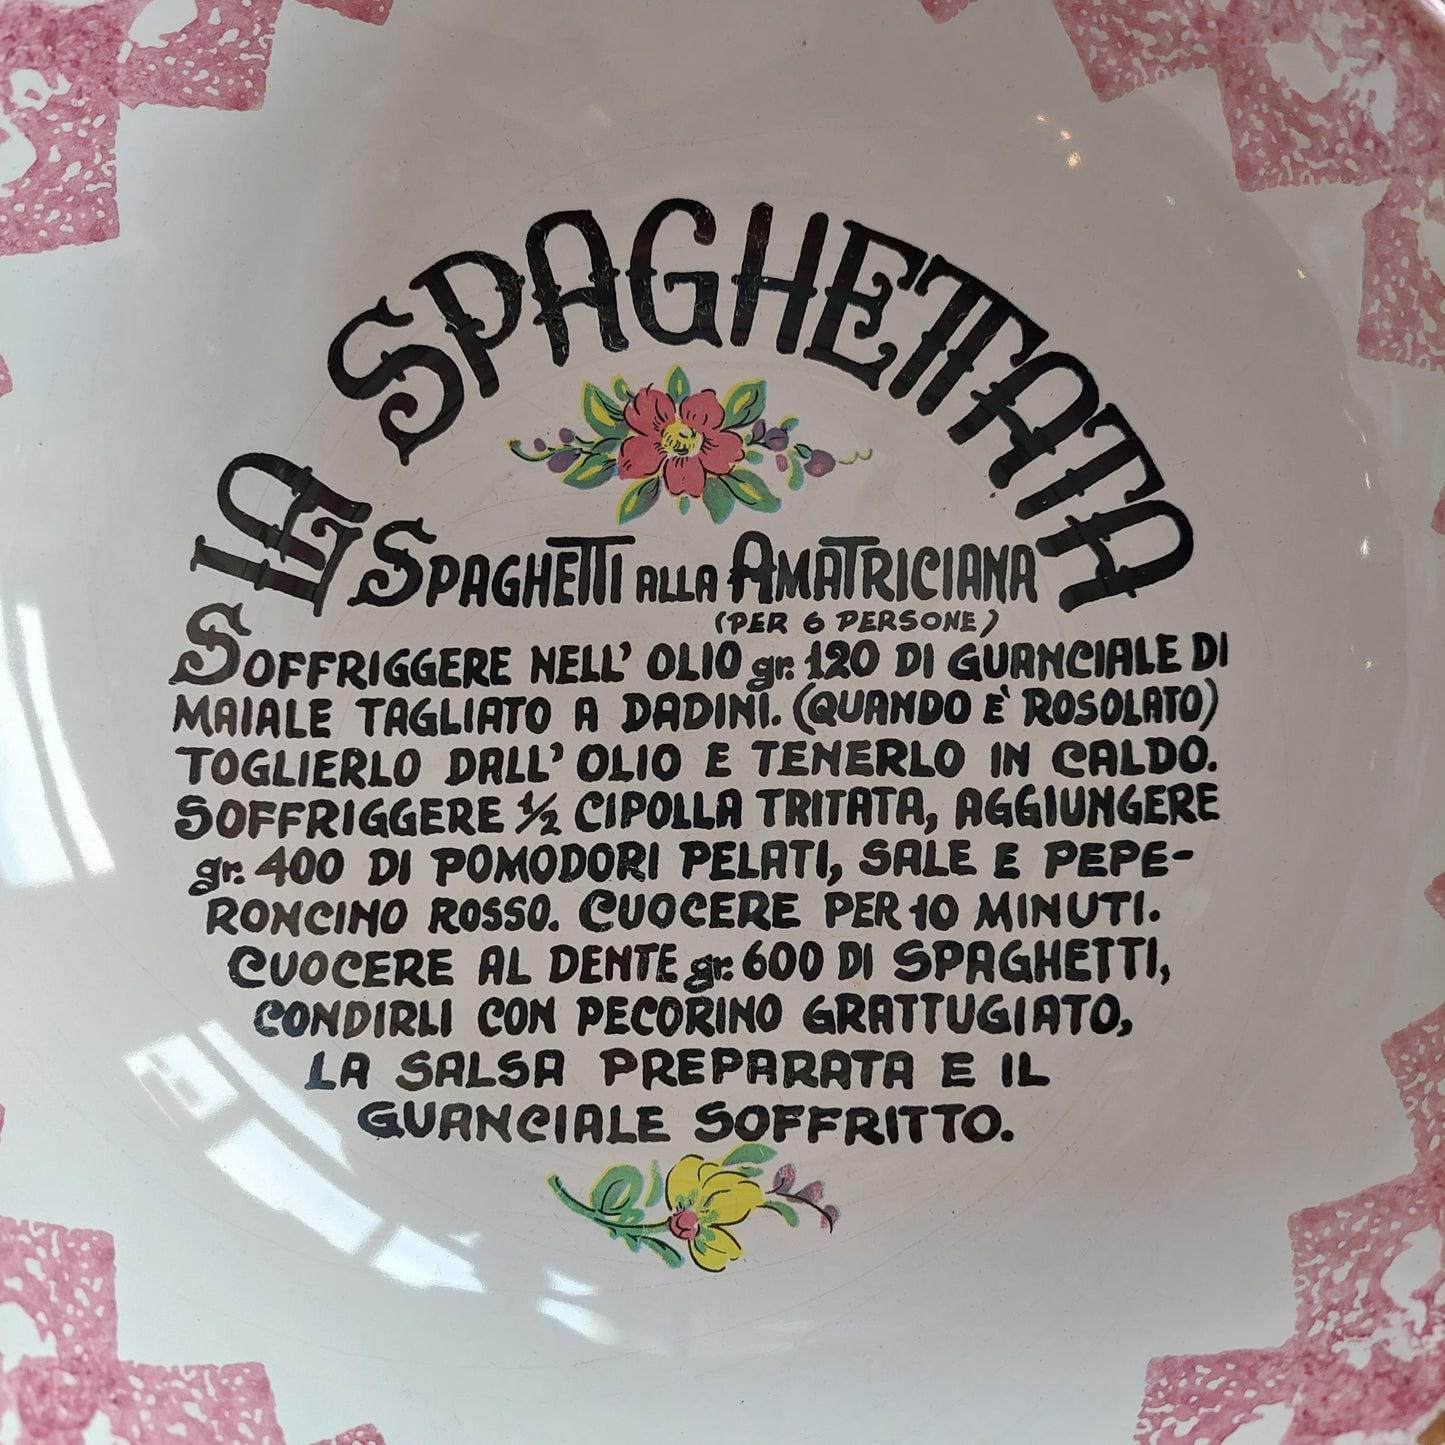 LA SPAGHETTATA
SPAGHETTI ALLA AMATRICIANA
(PER 6 PERSONE)
SOFFRIGGERE NELL' OLIO gr. 120 DI GUANCIALE DI
MAIALE TAGLIATO A DADINI. (QUANDO E' ROSOLATO)
TOGLIERLO DALL' OLIO E TENERLO IN CALDO.
SOFFRIGGERE 1/2 CIPOLLA TRITATA, AGGIUNGERE
gr. 400 DI POMODORI PELATI, SALE E PEPE-
RONCINO ROSSO. CUOCERE PER 10 MINUTI.
CUOCERE AL DENTE gr. 600 DI SPAGHETTI,
CONDIRLI CON PECORINO GRATTUGIATO,
LA SALSA PREPARATA E IL
GUANCIALE SOFFRITTO.